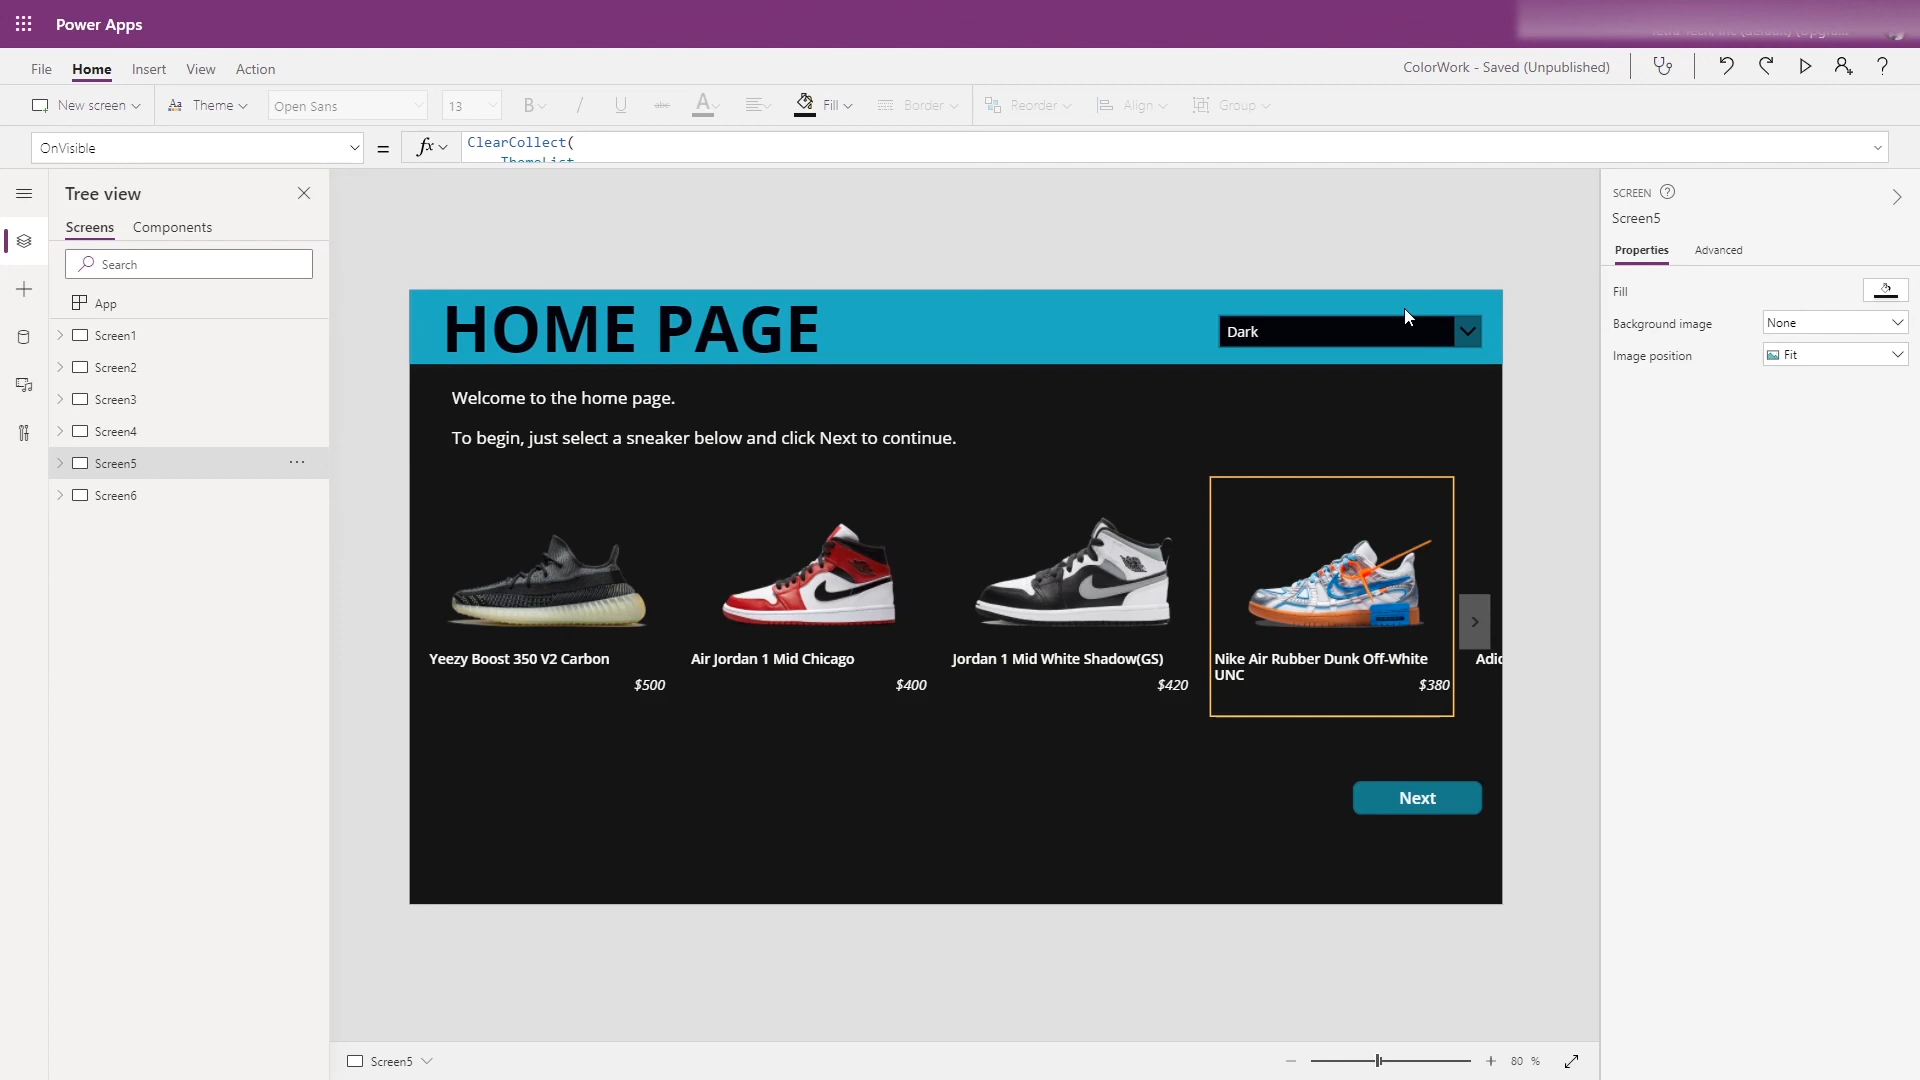 Power Apps
File Home Insert View Action
ColorWork - Saved (Unpublished)
New screen Theme Open Sans 13 B / U abc A Fill Border Reorder Align Group
OnVisible = fx ClearCollect(
ThemeList
Tree view
Screens Components
Search
App
Screen1
Screen2
Screen3
Screen4
Screen5 ...
Screen6
HOME PAGE
Dark
Welcome to the home page.
To begin, just select a sneaker below and click Next to continue.
Yeezy Boost 350 V2 Carbon
$500
Air Jordan 1 Mid Chicago
$400
Jordan 1 Mid White Shadow(GS)
$420
Nike Air Rubber Dunk Off-White
UNC
$380
Adid
Next
SCREEN ?
Screen5
Properties Advanced
Fill
Background image None
Image position Fit
Screen5
80 %